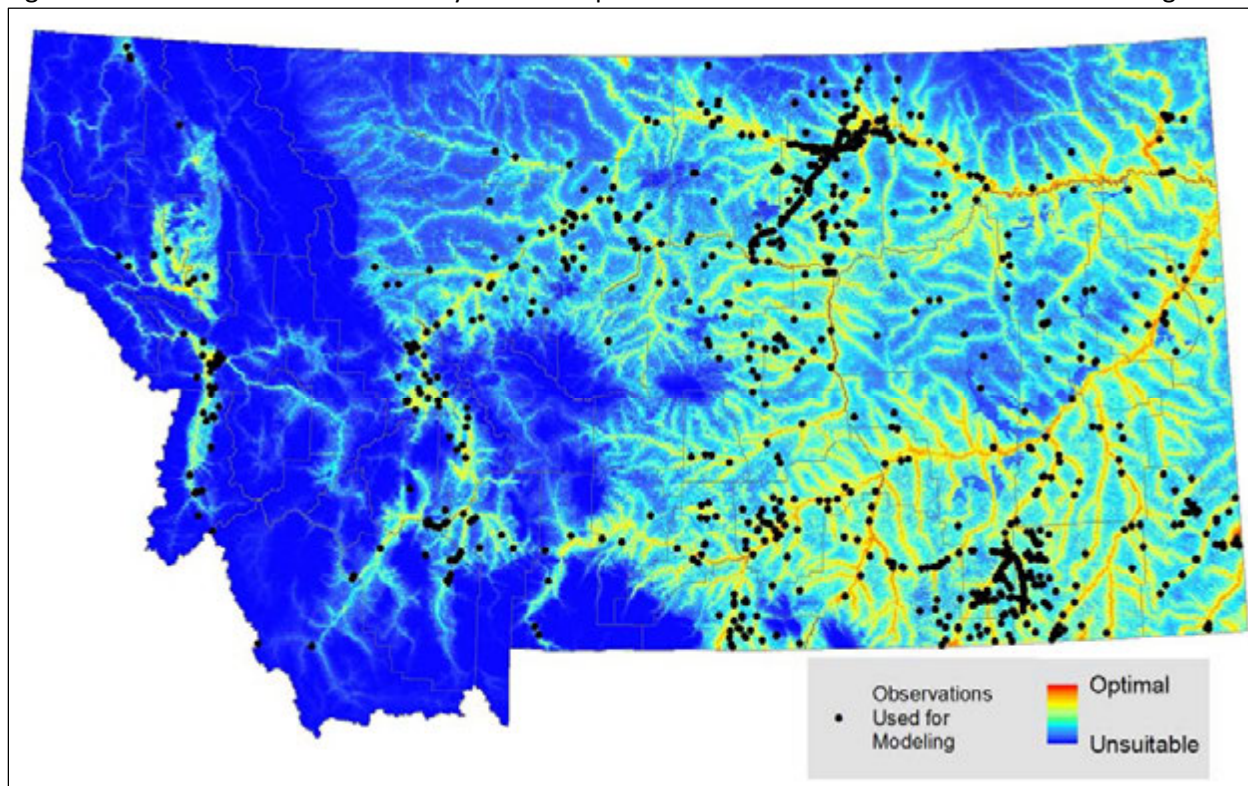 Observations
Used for
Modeling
Optimal
Unsuitable